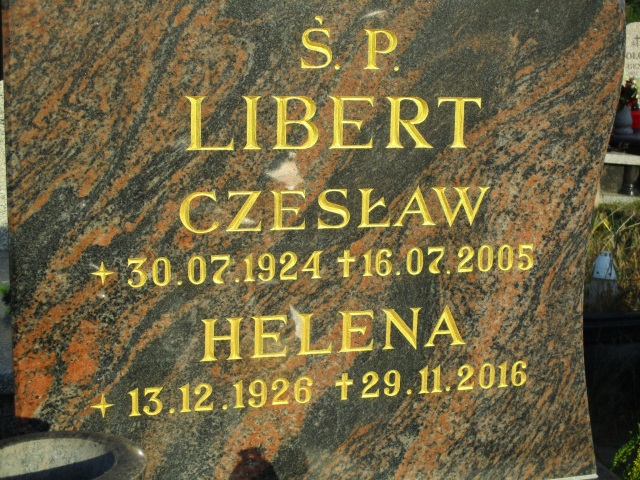 Ś. P.
LIBERT
CZESŁAW
+ 30.07.1924 †16.07.2005
HELENA
+ 13.12.1926 †29.11.2016